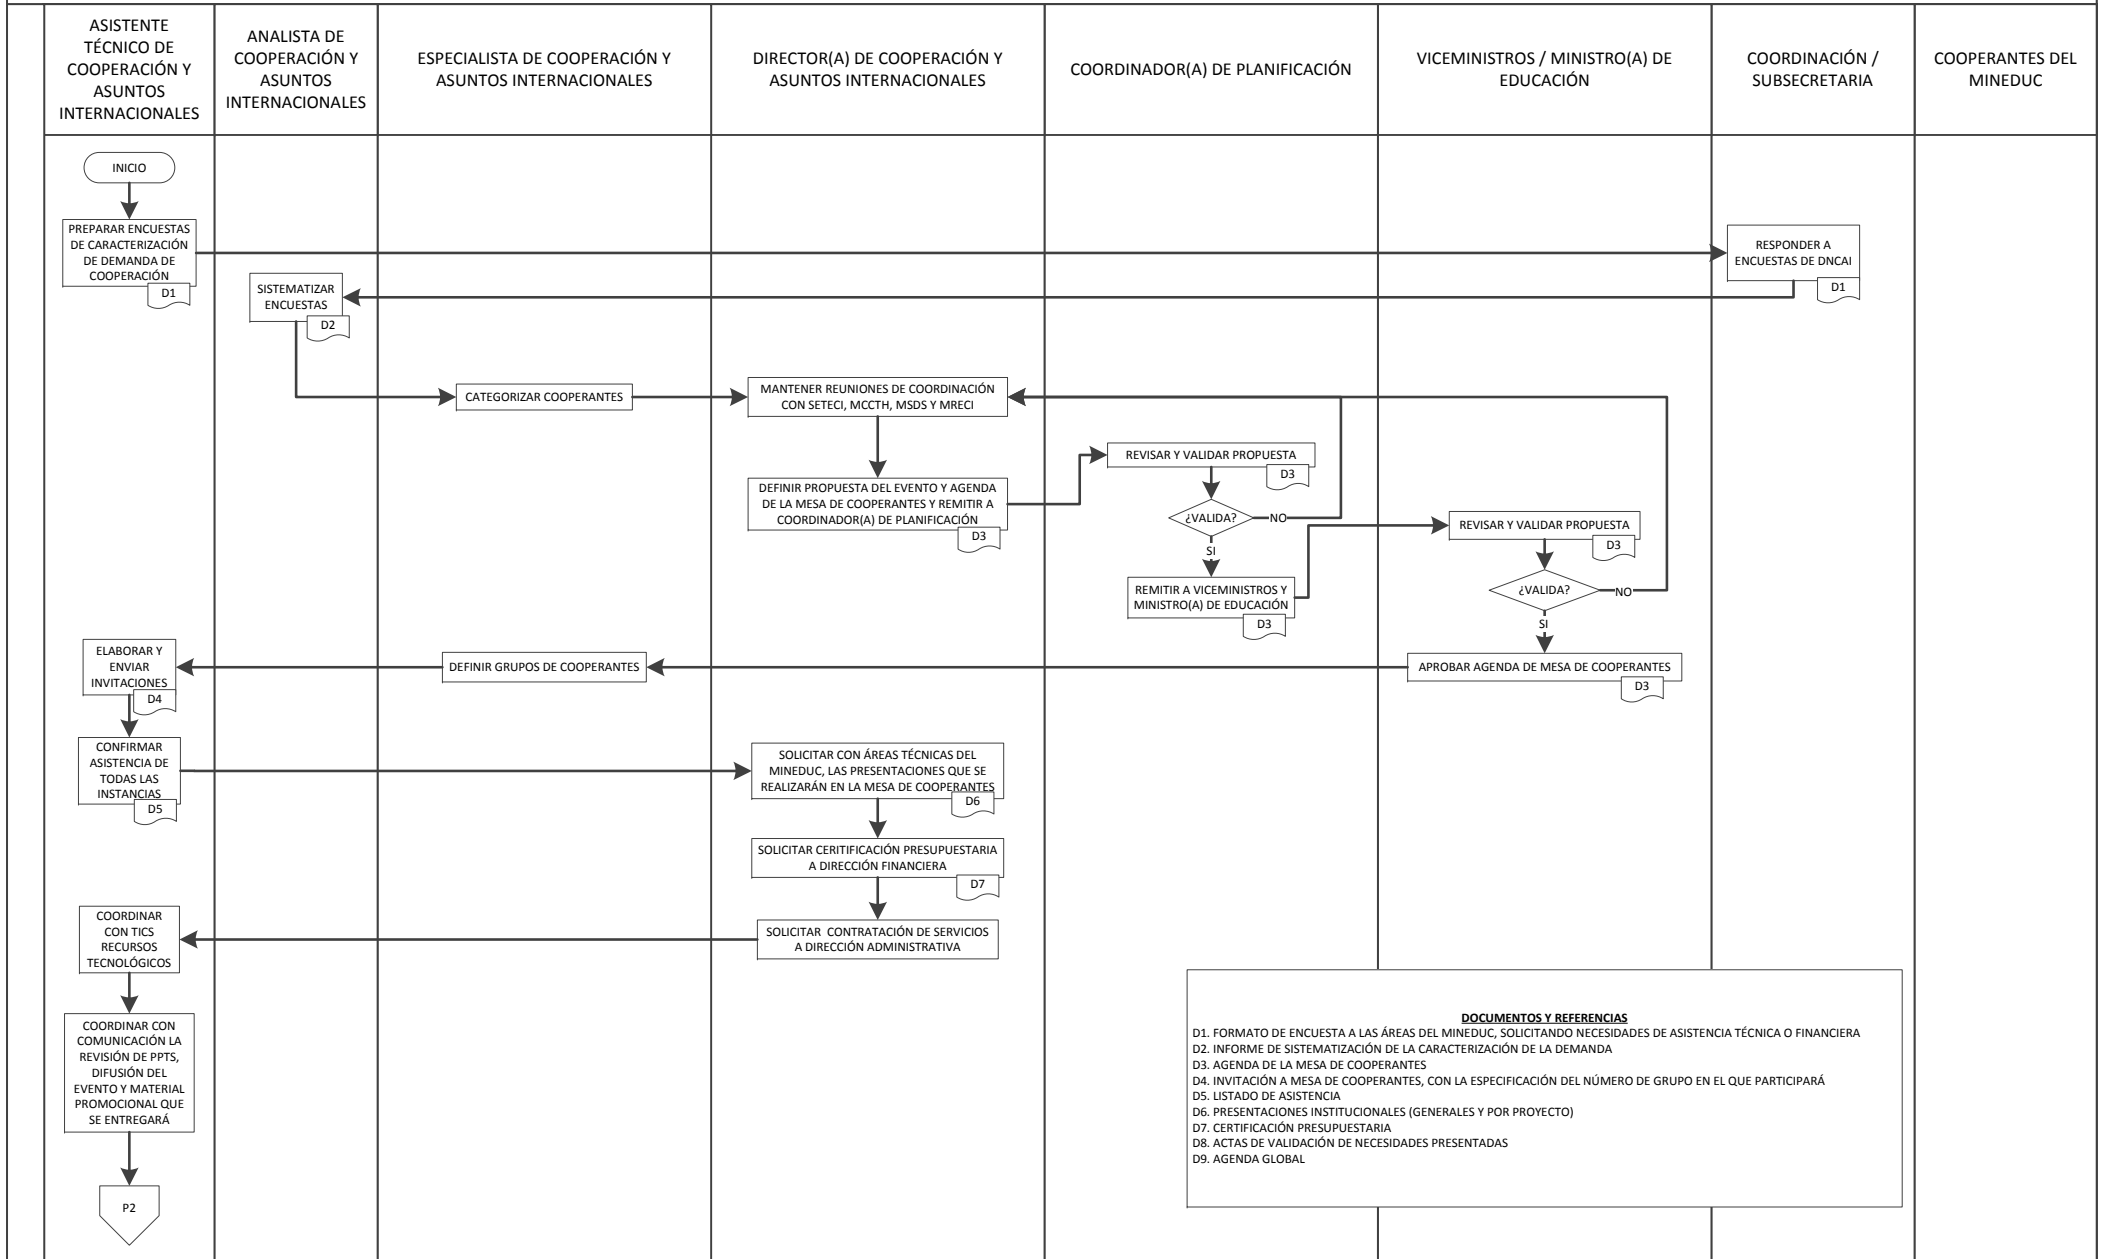 ASISTENTE
TÉCNICO DE
COOPERACIÓN Y
ASUNTOS
INTERNACIONALES
ANALISTA DE
COOPERACIÓN Y
ASUNTOS
INTERNACIONALES
ESPECIALISTA DE COOPERACIÓN Y
ASUNTOS INTERNACIONALES
DIRECTOR(A) DE COOPERACIÓN Y
ASUNTOS INTERNACIONALES
COORDINADOR(A) DE PLANIFICACIÓN
VICEMINISTROS / MINISTRO(A) DE
EDUCACIÓN
COORDINACIÓN /
SUBSECRETARIA
COOPERANTES DEL
MINEDUC
INICIO
PREPARAR ENCUESTAS
DE CARACTERIZACIÓN
DE DEMANDA DE
COOPERACIÓN
D1
RESPONDER A
ENCUESTAS DE DNCAI
D1
SISTEMATIZAR
ENCUESTAS
D2
CATEGORIZAR COOPERANTES
MANTENER REUNIONES DE COORDINACIÓN
CON SETECI, MCCTH, MSDS Y MRECI
DEFINIR PROPUESTA DEL EVENTO Y AGENDA
DE LA MESA DE COOPERANTES Y REMITIR A
COORDINADOR(A) DE PLANIFICACIÓN
D3
REVISAR Y VALIDAR PROPUESTA
D3
¿VALIDA?
NO
SI
REMITIR A VICEMINISTROS Y
MINISTRO(A) DE EDUCACIÓN
D3
REVISAR Y VALIDAR PROPUESTA
D3
¿VALIDA?
NO
SI
APROBAR AGENDA DE MESA DE COOPERANTES
D3
DEFINIR GRUPOS DE COOPERANTES
ELABORAR Y
ENVIAR
INVITACIONES
D4
CONFIRMAR
ASISTENCIA DE
TODAS LAS
INSTANCIAS
D5
SOLICITAR CON ÁREAS TÉCNICAS DEL
MINEDUC, LAS PRESENTACIONES QUE SE
REALIZARÁN EN LA MESA DE COOPERANTES
D6
SOLICITAR CERITIFICACIÓN PRESUPUESTARIA
A DIRECCIÓN FINANCIERA
D7
SOLICITAR CONTRATACIÓN DE SERVICIOS
A DIRECCIÓN ADMINISTRATIVA
COORDINAR
CON TICS
RECURSOS
TECNOLÓGICOS
COORDINAR CON
COMUNICACIÓN LA
REVISIÓN DE PPTS,
DIFUSIÓN DEL
EVENTO Y MATERIAL
PROMOCIONAL QUE
SE ENTREGARÁ
P2
DOCUMENTOS Y REFERENCIAS
D1. FORMATO DE ENCUESTA A LAS ÁREAS DEL MINEDUC, SOLICITANDO NECESIDADES DE ASISTENCIA TÉCNICA O FINANCIERA
D2. INFORME DE SISTEMATIZACIÓN DE LA CARACTERIZACIÓN DE LA DEMANDA
D3. AGENDA DE LA MESA DE COOPERANTES
D4. INVITACIÓN A MESA DE COOPERANTES, CON LA ESPECIFICACIÓN DEL NÚMERO DE GRUPO EN EL QUE PARTICIPARÁ
D5. LISTADO DE ASISTENCIA
D6. PRESENTACIONES INSTITUCIONALES (GENERALES Y POR PROYECTO)
D7. CERTIFICACIÓN PRESUPUESTARIA
D8. ACTAS DE VALIDACIÓN DE NECESIDADES PRESENTADAS
D9. AGENDA GLOBAL